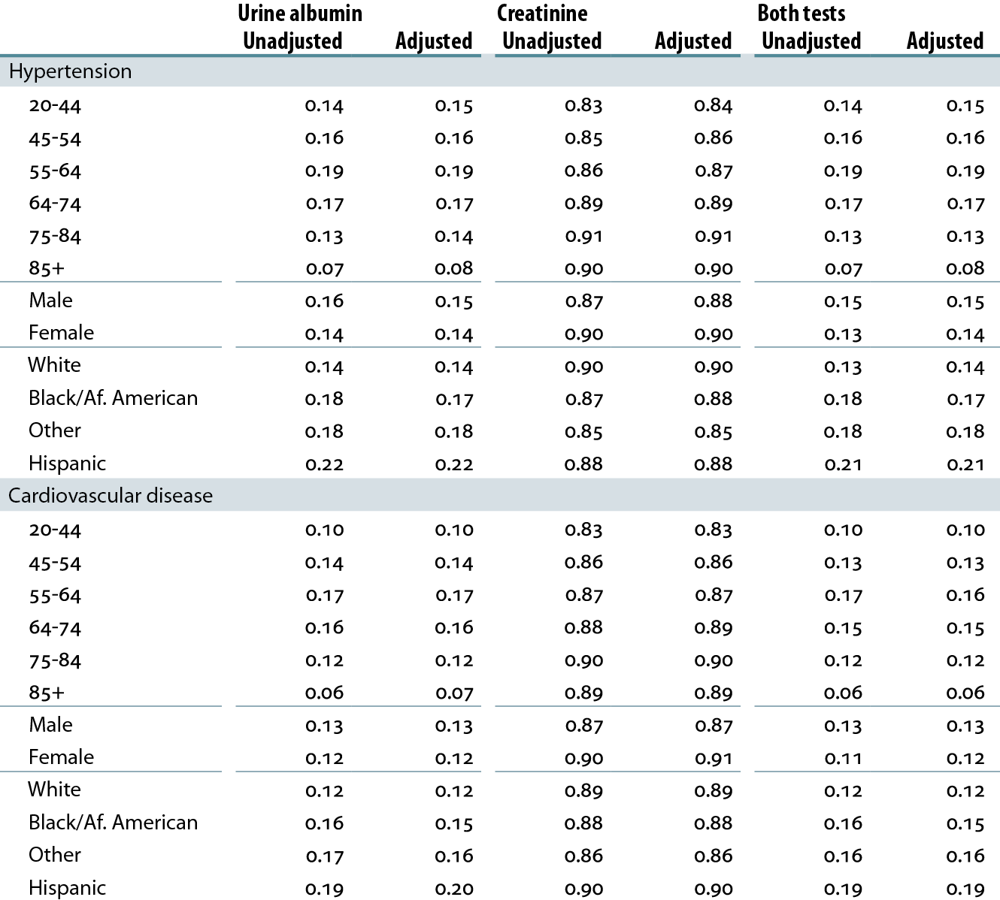 Urine albumin Creatinine Both tests
Unadjusted Adjusted Unadjusted Adjusted Unadjusted Adjusted
Hypertension
20-44 0.14 0.15 0.83 0.84 0.14 0.15
45-54 0.16 0.16 0.85 0.86 0.16 0.16
55-64 0.19 0.19 0.86 0.87 0.19 0.19
64-74 0.17 0.17 0.89 0.89 0.17 0.17
75-84 0.13 0.14 0.91 0.91 0.13 0.13
85+ 0.07 0.08 0.90 0.90 0.07 0.08
Male 0.16 0.15 0.87 0.88 0.15 0.15
Female 0.14 0.14 0.90 0.90 0.13 0.14
White 0.14 0.14 0.90 0.90 0.13 0.14
Black/Af. American 0.18 0.17 0.87 0.88 0.18 0.17
Other 0.18 0.18 0.85 0.85 0.18 0.18
Hispanic 0.22 0.22 0.88 0.88 0.21 0.21
Cardiovascular disease
20-44 0.10 0.10 0.83 0.83 0.10 0.10
45-54 0.14 0.14 0.86 0.86 0.13 0.13
55-64 0.17 0.17 0.87 0.87 0.17 0.16
64-74 0.16 0.16 0.88 0.89 0.15 0.15
75-84 0.12 0.12 0.90 0.90 0.12 0.12
85+ 0.06 0.07 0.89 0.89 0.06 0.06
Male 0.13 0.13 0.87 0.87 0.13 0.13
Female 0.12 0.12 0.90 0.91 0.11 0.12
White 0.12 0.12 0.89 0.89 0.12 0.12
Black/Af. American 0.16 0.15 0.88 0.88 0.16 0.15
Other 0.17 0.16 0.86 0.86 0.16 0.16
Hispanic 0.19 0.20 0.90 0.90 0.19 0.19